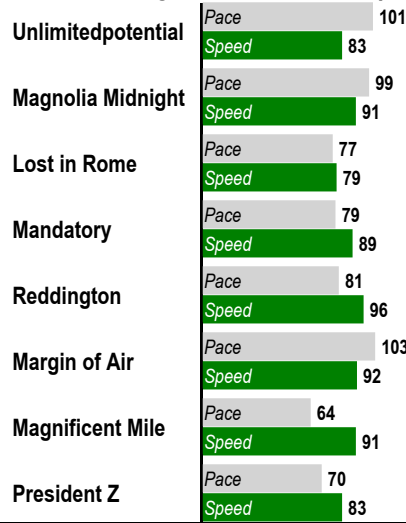 Pace 101
Unlimitedpotential
Speed 83
Pace 99
Magnolia Midnight
Speed 91
Pace 77
Lost in Rome
Speed 79
Pace 79
Mandatory
Speed 89
Pace 81
Reddington
Speed 96
Pace 103
Margin of Air
Speed 92
Pace 64
Magnificent Mile
Speed 91
Pace 70
President Z
Speed 83